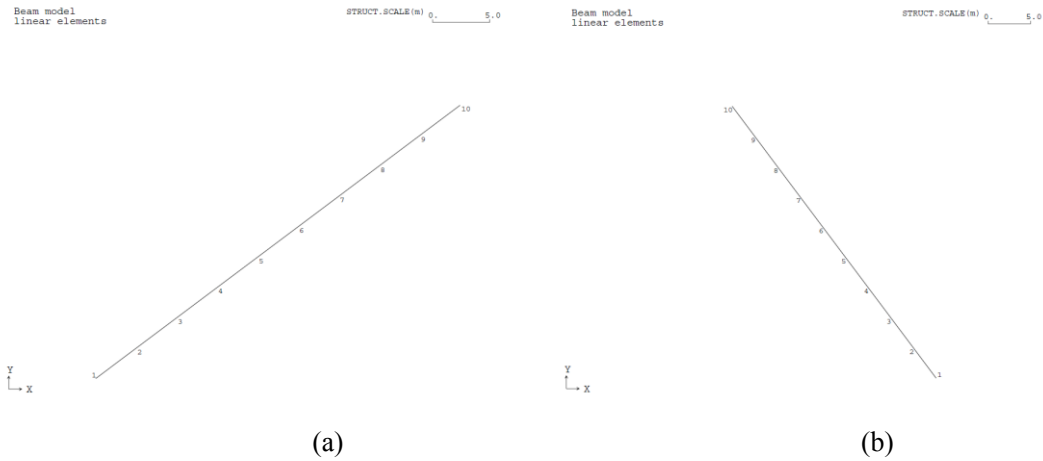 Beam model
linear elements
STRUCT.SCALE(m) 0. 5.0
10
9
8
7
6
5
4
3
2
1
Y
X
(a)
Beam model
linear elements
STRUCT.SCALE(m) 0. 5.0
10
9
8
7
6
5
4
3
2
1
Y
X
(b)